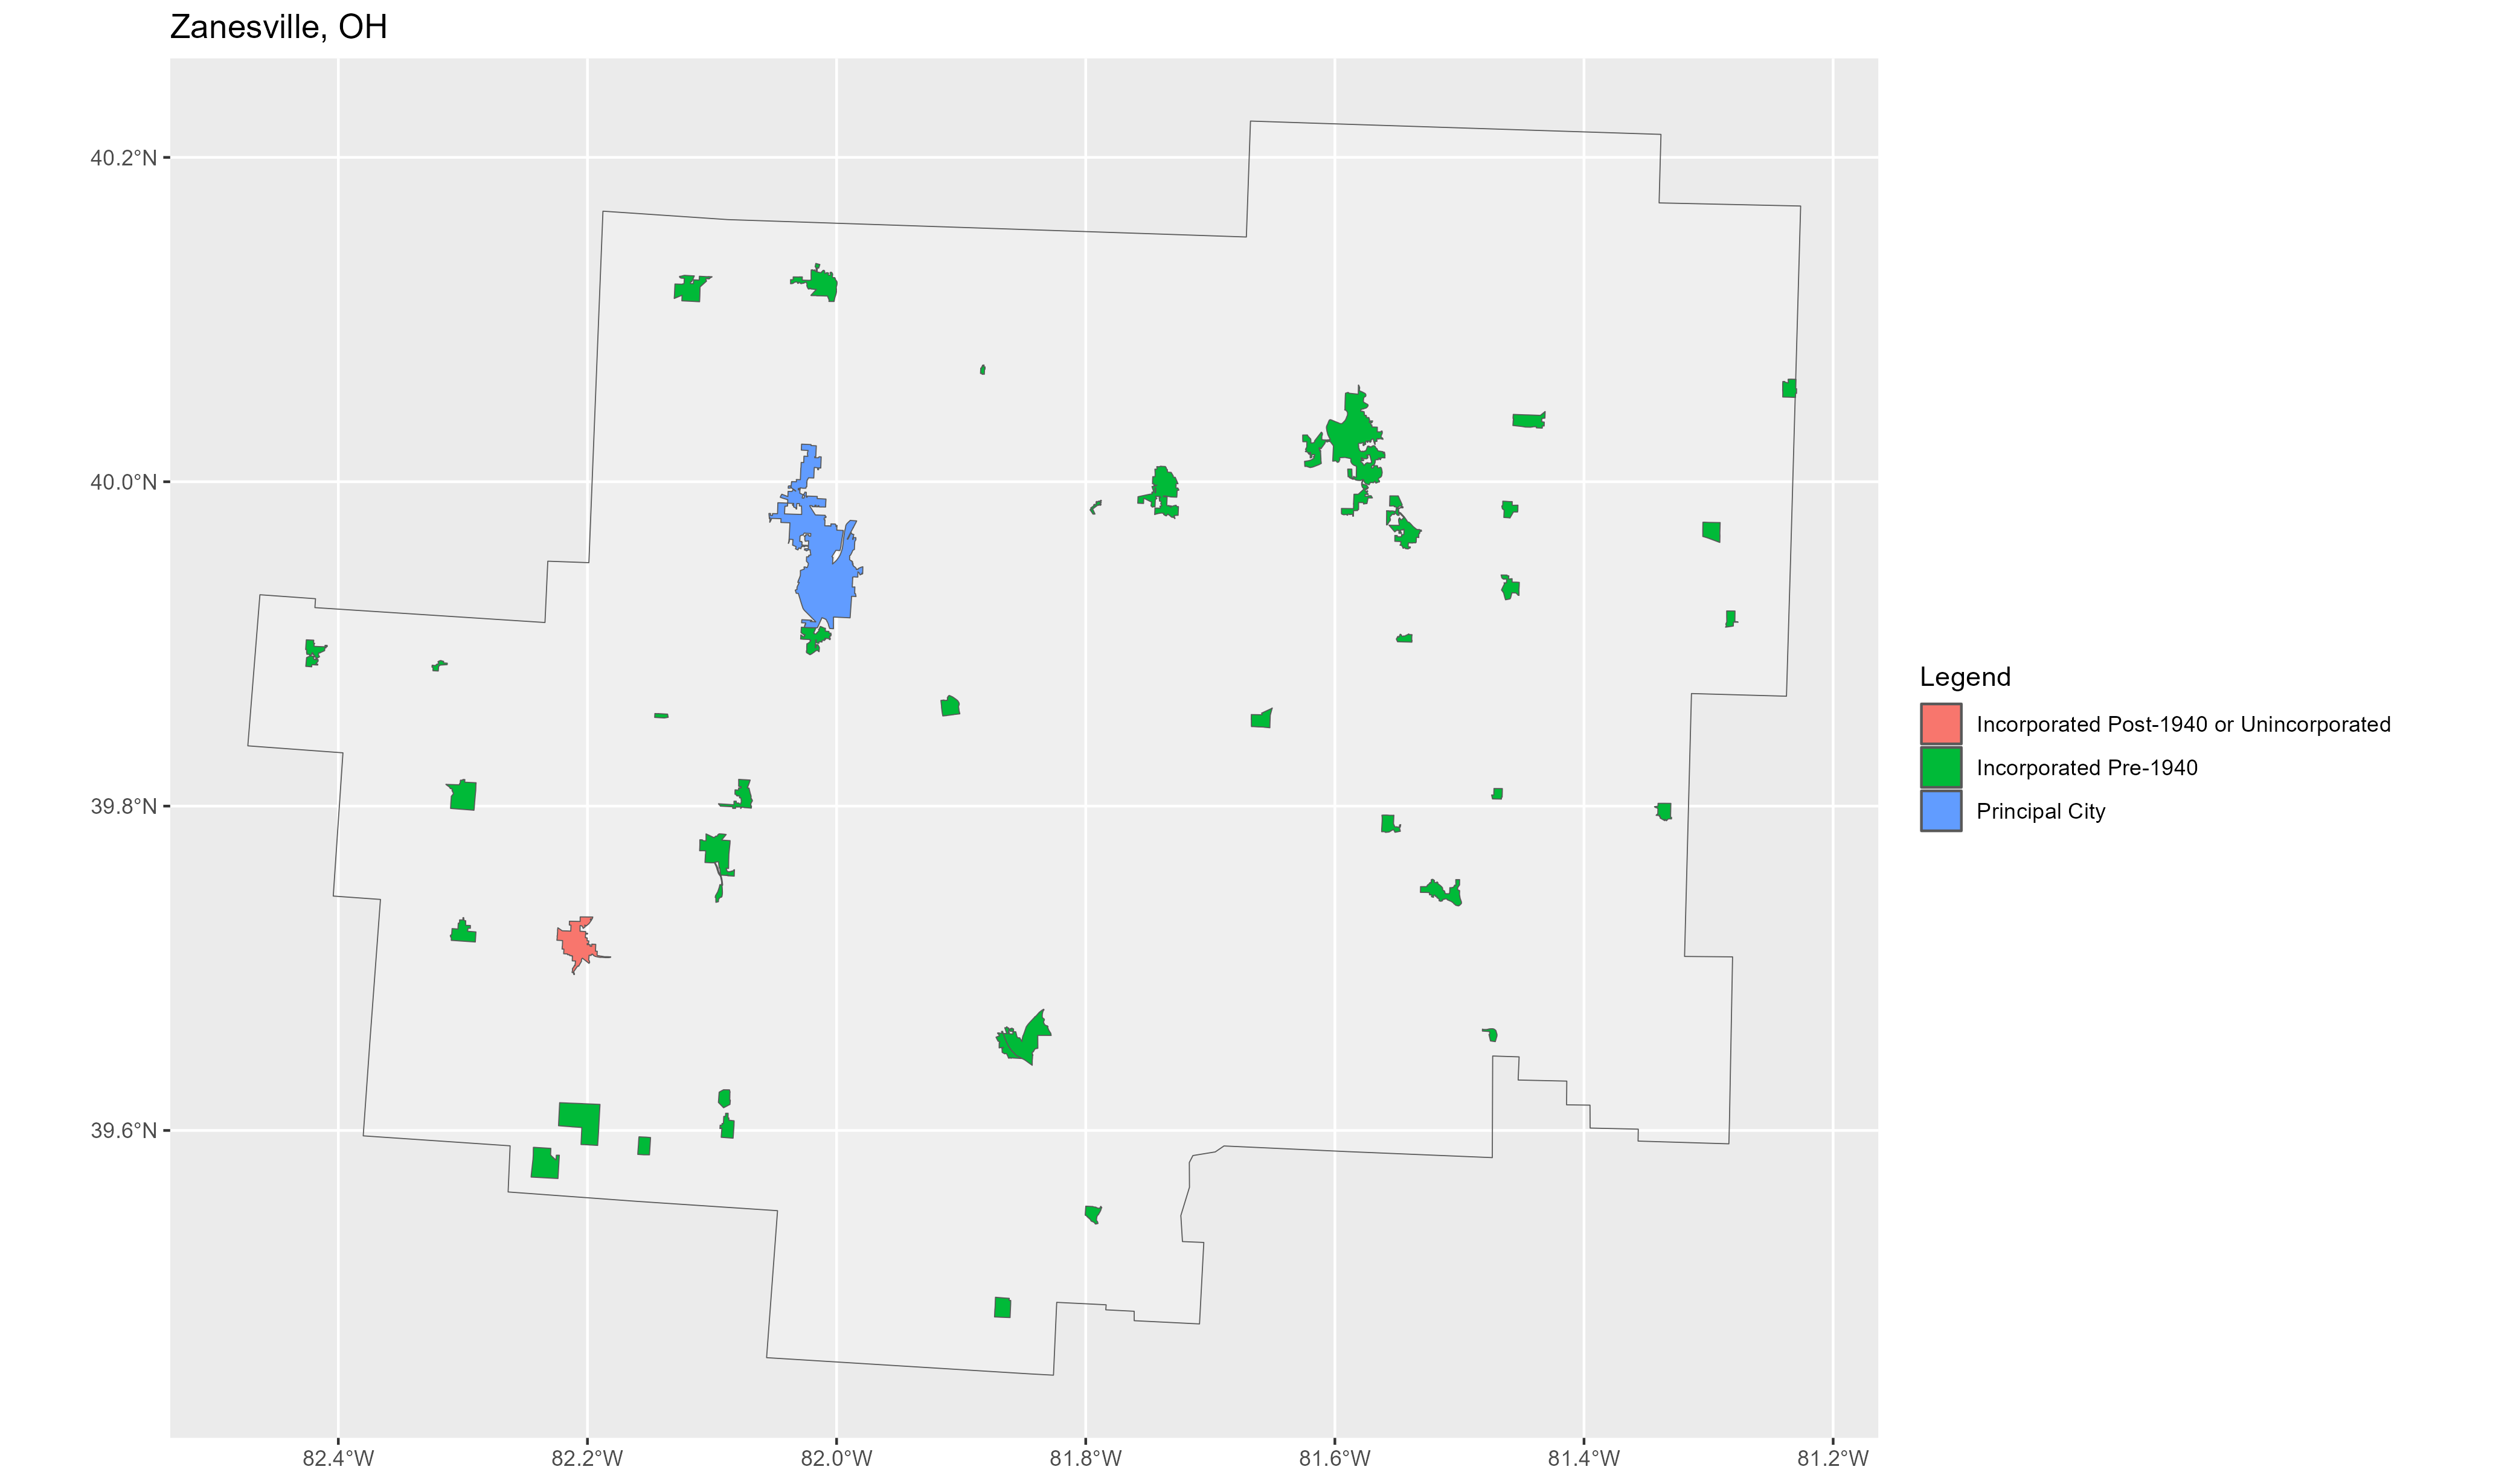 Zanesville, OH
40.2°N
40.0°N
39.8°N
39.6°N
82.4°W
82.2°W
82.0°W
81.8°W
81.6°W
81.4°W
81.2°W
Legend
Incorporated Post-1940 or Unincorporated
Incorporated Pre-1940
Principal City